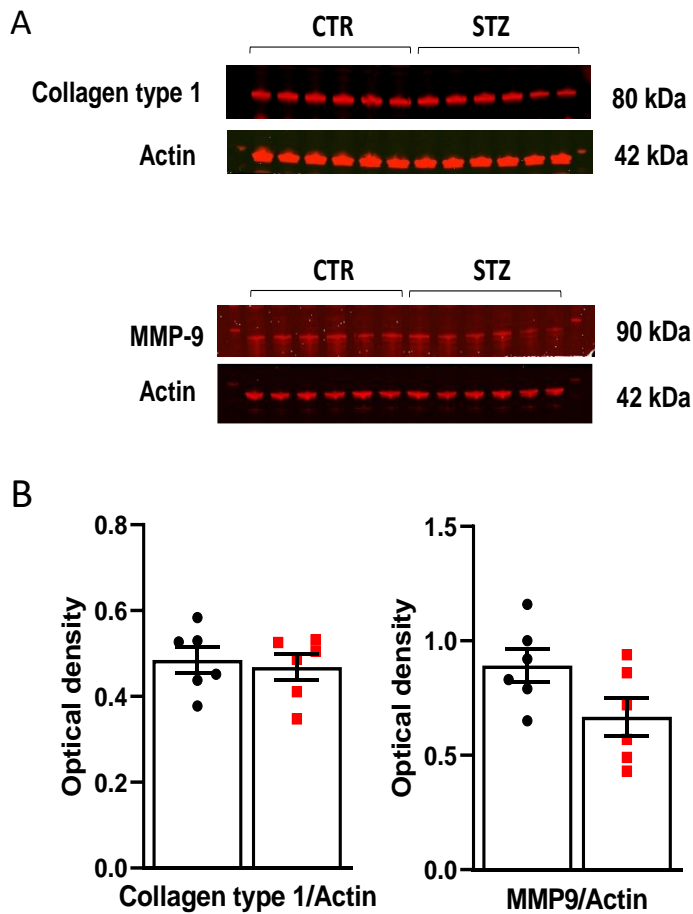 A
CTR STZ
Collagen type 1 80 kDa
Actin 42 kDa
CTR STZ
MMP-9 90 kDa
Actin 42 kDa
B
Optical density
0.8
0.6
0.4
0.2
0.0
Collagen type 1/Actin
Optical density
1.5
1.0
0.5
0.0
MMP9/Actin